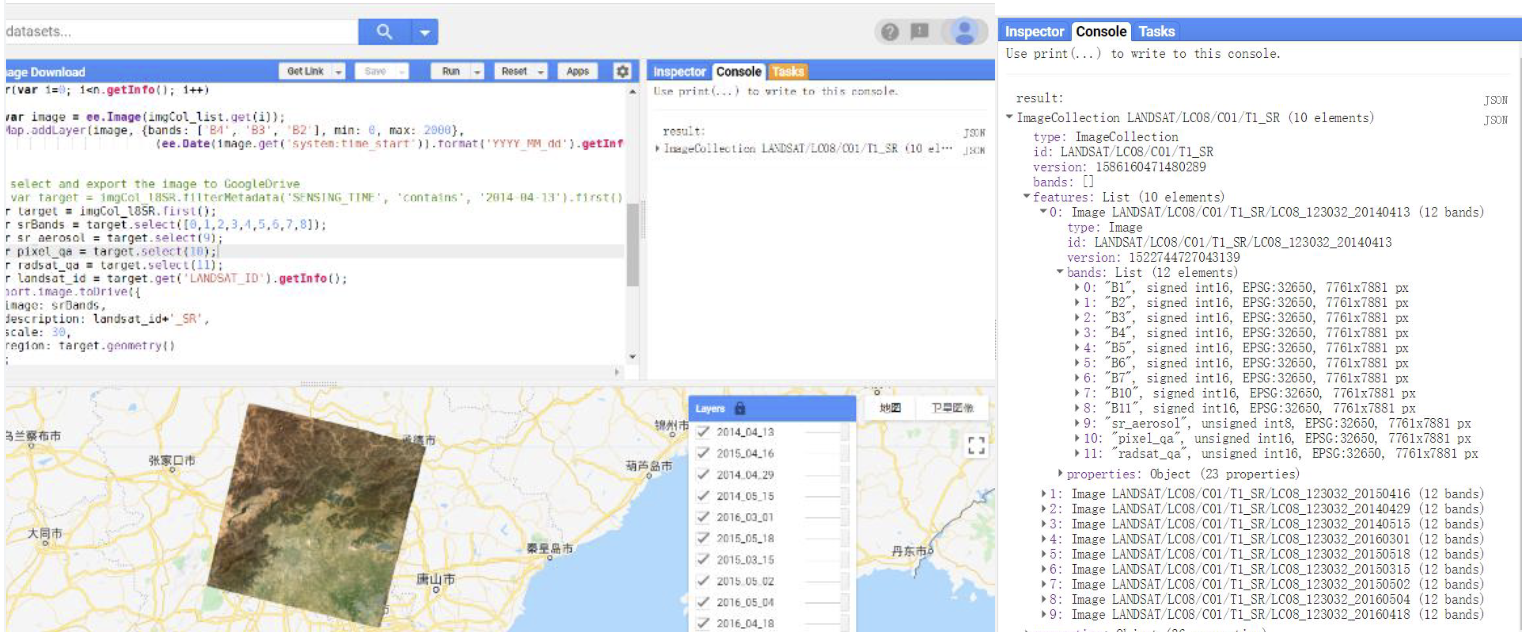 datasets...
age Download
Get Link
Save
Run
Reset
Apps
r(var i=0; i<n.getInfo(); i++)
var image = ee.Image(imgCol_list.get(i));
Map.addLayer(image, {bands: ['B4', 'B3', 'B2'], min: 0, max: 2000},
(ee.Date(image.get('system:time_start')).format('YYYY_MM_dd').getInf
select and export the image to GoogleDrive
var target = imgCol_l8SR.filterMetadata('SENSING_TIME', 'contains', '2014-04-13').first()
r target = imgCol_l8SR.first();
r srBands = target.select([0,1,2,3,4,5,6,7,8]);
r sr_aerosol = target.select(9);
r pixel_qa = target.select(10);
r radsat_qa = target.select(11);
r landsat_id = target.get('LANDSAT_ID').getInfo();
port.image.toDrive({
image: srBands,
description: landsat_id+'_SR',
scale: 30,
region: target.geometry()
;
Inspector Console Tasks
Use print(...) to write to this console.
result:
JSON
ImageCollection LANDSAT/LC08/C01/T1_SR (10 el...
JSON
乌兰察布市
张家口市
承德市
大同市
唐山市
秦皇岛市
锦州市
葫芦岛市
丹东市
Layers
2014_04_13
2015_04_16
2014_04_29
2014_05_15
2016_03_01
2015_05_18
2015_03_15
2015_05_02
2016_05_04
2016_04_18
地图
卫星图像
Inspector Console Tasks
Use print(...) to write to this console.
result:
JSON
ImageCollection LANDSAT/LC08/C01/T1_SR (10 elements)
JSON
type: ImageCollection
id: LANDSAT/LC08/C01/T1_SR
version: 1586160471480289
bands: []
features: List (10 elements)
0: Image LANDSAT/LC08/C01/T1_SR/LC08_123032_20140413 (12 bands)
type: Image
id: LANDSAT/LC08/C01/T1_SR/LC08_123032_20140413
version: 1522744727043139
bands: List (12 elements)
0: "B1", signed int16, EPSG:32650, 7761x7881 px
1: "B2", signed int16, EPSG:32650, 7761x7881 px
2: "B3", signed int16, EPSG:32650, 7761x7881 px
3: "B4", signed int16, EPSG:32650, 7761x7881 px
4: "B5", signed int16, EPSG:32650, 7761x7881 px
5: "B6", signed int16, EPSG:32650, 7761x7881 px
6: "B7", signed int16, EPSG:32650, 7761x7881 px
7: "B10", signed int16, EPSG:32650, 7761x7881 px
8: "B11", signed int16, EPSG:32650, 7761x7881 px
9: "sr_aerosol", unsigned int8, EPSG:32650, 7761x7881 px
10: "pixel_qa", unsigned int16, EPSG:32650, 7761x7881 px
11: "radsat_qa", unsigned int16, EPSG:32650, 7761x7881 px
properties: Object (23 properties)
1: Image LANDSAT/LC08/C01/T1_SR/LC08_123032_20150416 (12 bands)
2: Image LANDSAT/LC08/C01/T1_SR/LC08_123032_20140429 (12 bands)
3: Image LANDSAT/LC08/C01/T1_SR/LC08_123032_20140515 (12 bands)
4: Image LANDSAT/LC08/C01/T1_SR/LC08_123032_20160301 (12 bands)
5: Image LANDSAT/LC08/C01/T1_SR/LC08_123032_20150518 (12 bands)
6: Image LANDSAT/LC08/C01/T1_SR/LC08_123032_20150315 (12 bands)
7: Image LANDSAT/LC08/C01/T1_SR/LC08_123032_20150502 (12 bands)
8: Image LANDSAT/LC08/C01/T1_SR/LC08_123032_20160504 (12 bands)
9: Image LANDSAT/LC08/C01/T1_SR/LC08_123032_20160418 (12 bands)